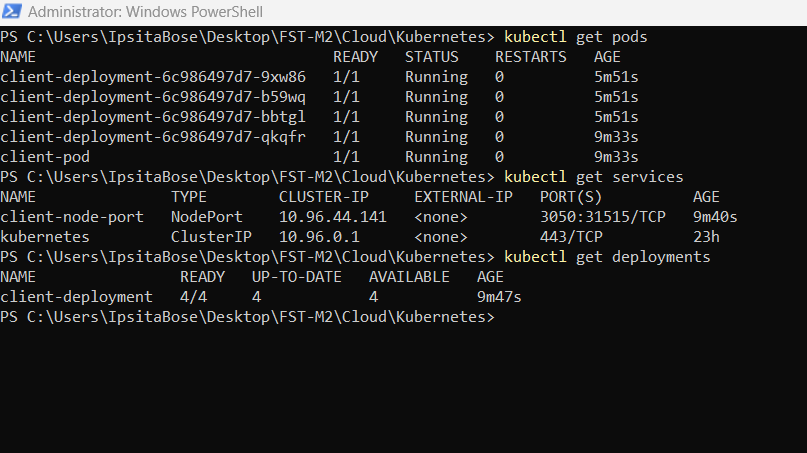 Administrator: Windows PowerShell
PS C:\Users\IpsitaBose\Desktop\FST-M2\Cloud\Kubernetes> kubectl get pods
NAME READY STATUS RESTARTS AGE
client-deployment-6c986497d7-9xw86 1/1 Running 0 5m51s
client-deployment-6c986497d7-b59wq 1/1 Running 0 5m51s
client-deployment-6c986497d7-bbtgl 1/1 Running 0 5m51s
client-deployment-6c986497d7-qkqfr 1/1 Running 0 9m33s
client-pod 1/1 Running 0 9m33s
PS C:\Users\IpsitaBose\Desktop\FST-M2\Cloud\Kubernetes> kubectl get services
NAME TYPE CLUSTER-IP EXTERNAL-IP PORT(S) AGE
client-node-port NodePort 10.96.44.141 <none> 3050:31515/TCP 9m40s
kubernetes ClusterIP 10.96.0.1 <none> 443/TCP 23h
PS C:\Users\IpsitaBose\Desktop\FST-M2\Cloud\Kubernetes> kubectl get deployments
NAME READY UP-TO-DATE AVAILABLE AGE
client-deployment 4/4 4 4 9m47s
PS C:\Users\IpsitaBose\Desktop\FST-M2\Cloud\Kubernetes>